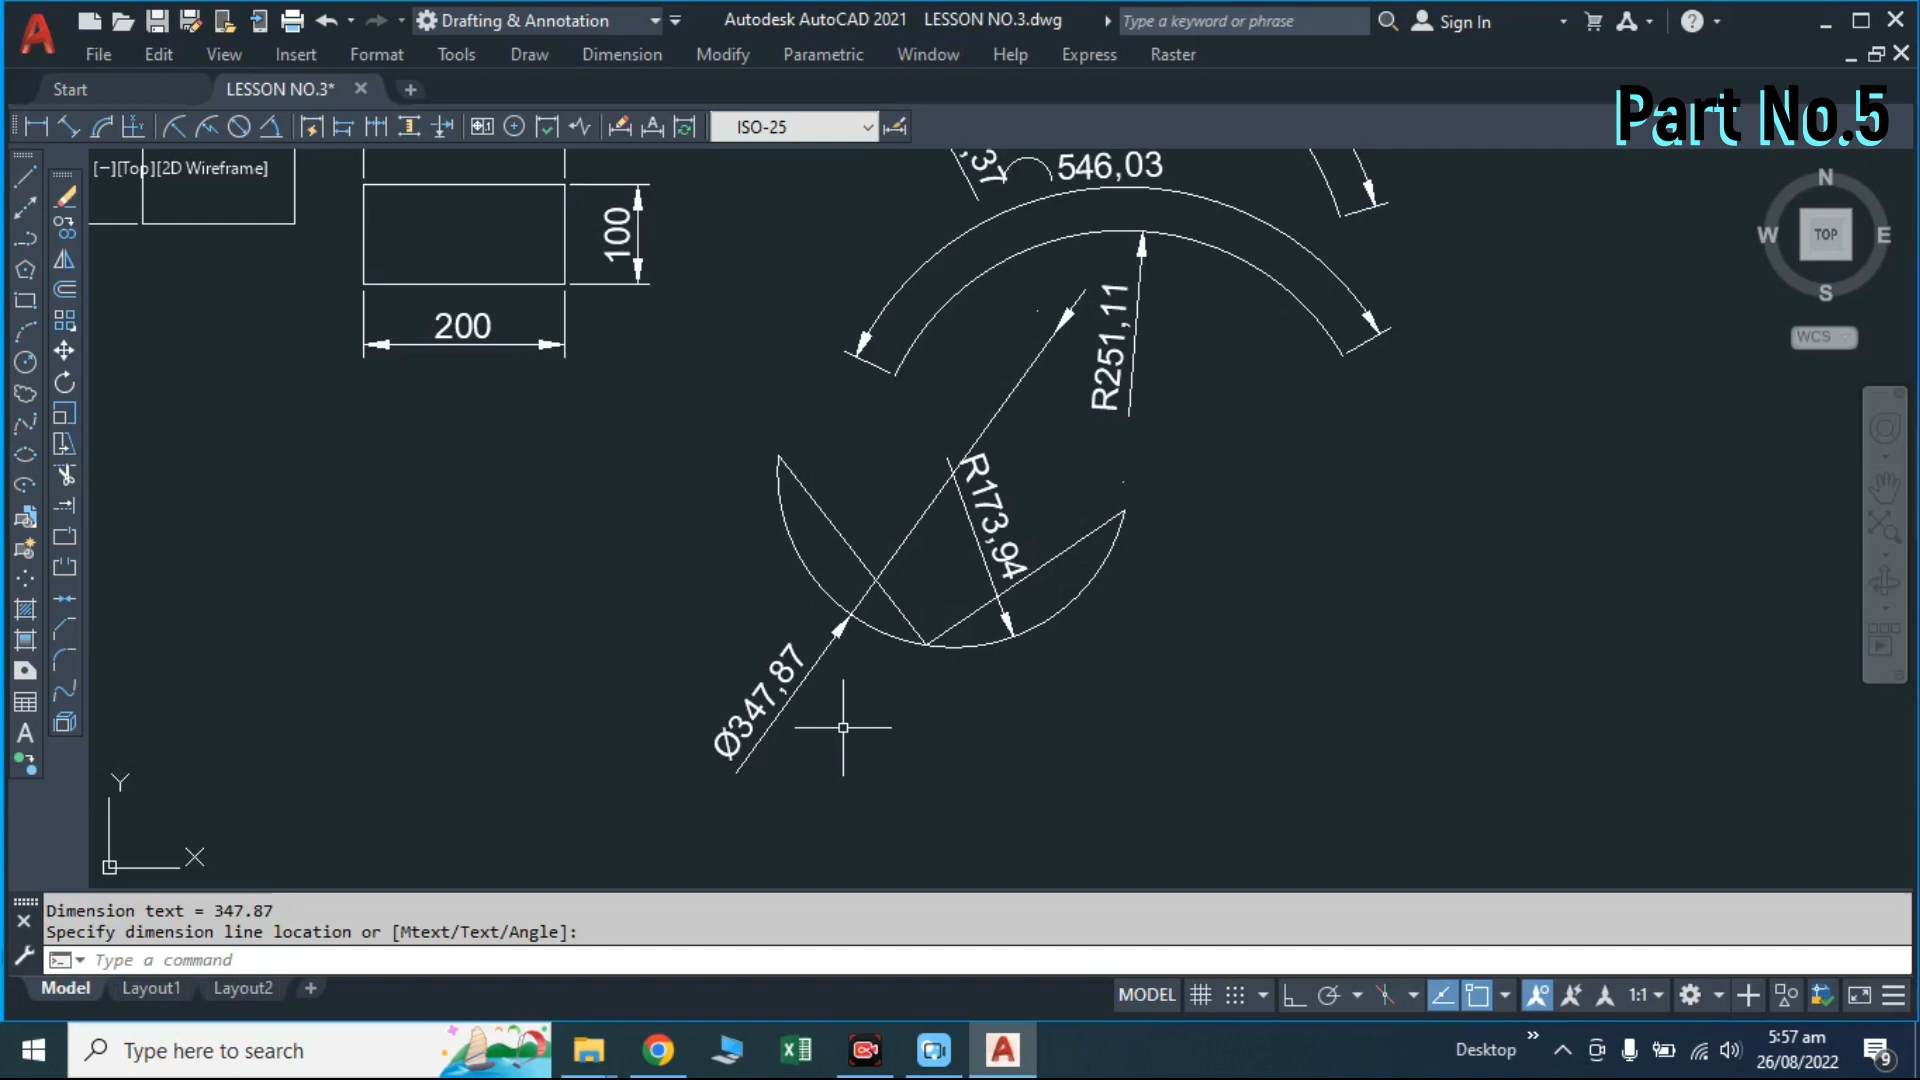 Drafting & Annotation
Autodesk AutoCAD 2021 LESSON NO.3.dwg
Type a keyword or phrase
Sign In
File Edit View Insert Format Tools Draw Dimension Modify Parametric Window Help Express Raster
Start
LESSON NO.3*
Part No.5
ISO-25
[−][Top][2D Wireframe]
,37
546,03
N
W
TOP
E
S
WCS
100
200
R251,11
R173,94
Ø347,87
Y
X
Dimension text = 347.87
Specify dimension line location or [Mtext/Text/Angle]:
Type a command
Model Layout1 Layout2
MODEL
1:1
Type here to search
Desktop
5:57 am
26/08/2022
9